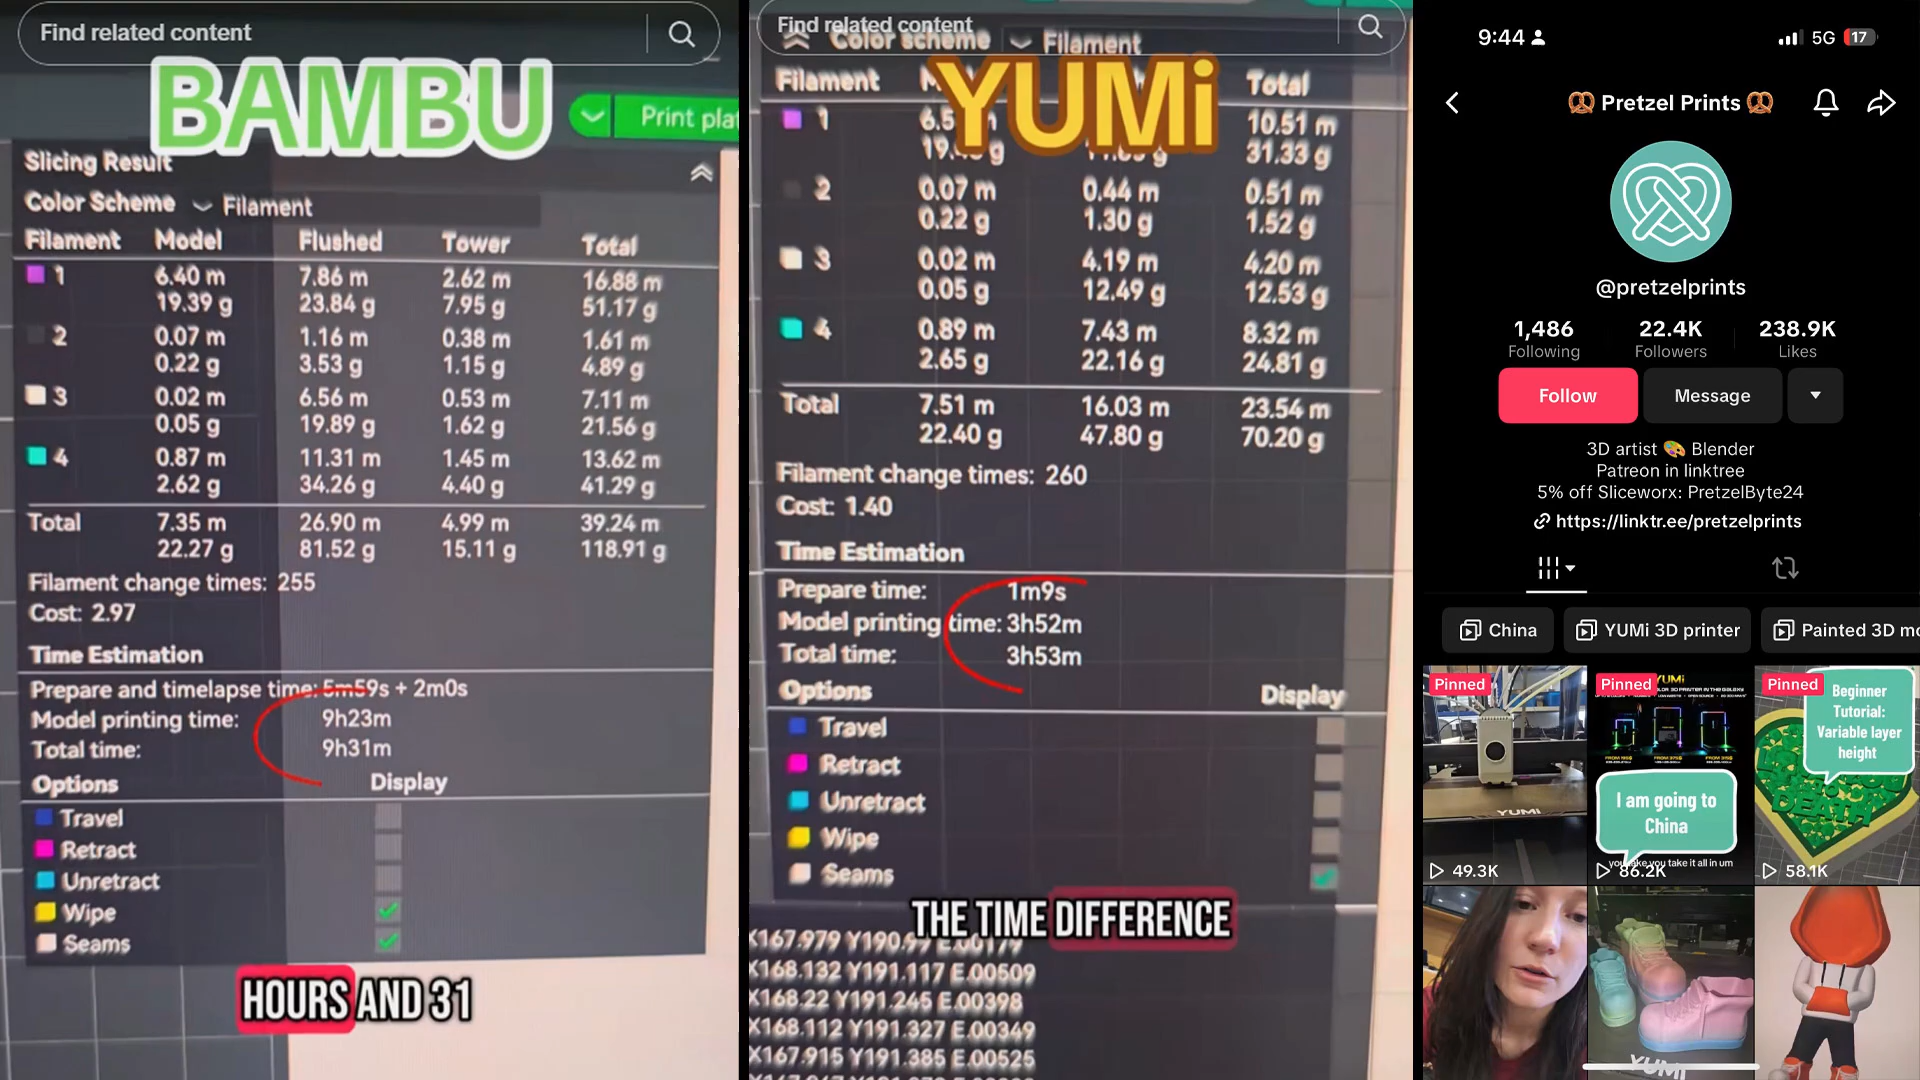 Find related content
BAMBU
Print pla
Slicing Result
Color Scheme Filament
Filament Model Flushed Tower Total
1 6.40 m 7.86 m 2.62 m 16.88 m
19.39 g 23.84 g 7.95 g 51.17 g
2 0.07 m 1.16 m 0.38 m 1.61 m
0.22 g 3.53 g 1.15 g 4.89 g
3 0.02 m 6.56 m 0.53 m 7.11 m
0.05 g 19.89 g 1.62 g 21.56 g
4 0.87 m 11.31 m 1.45 m 13.62 m
2.62 g 34.26 g 4.40 g 41.29 g
Total 7.35 m 26.90 m 4.99 m 39.24 m
22.27 g 81.52 g 15.11 g 118.91 g
Filament change times: 255
Cost: 2.97
Time Estimation
Prepare and timelapse time: 5m59s + 2m0s
Model printing time: 9h23m
Total time: 9h31m
Options Display
Travel
Retract
Unretract
Wipe
Seams
HOURS AND 31
Find related content
Color scheme Filament
YUMi
Filament Total
1 10.51 m
31.33 g
2 0.07 m 0.44 m 0.51 m
0.22 g 1.30 g 1.52 g
3 0.02 m 4.19 m 4.20 m
0.05 g 12.49 g 12.53 g
4 0.89 m 7.43 m 8.32 m
2.65 g 22.16 g 24.81 g
Total 7.51 m 16.03 m 23.54 m
22.40 g 47.80 g 70.20 g
Filament change times: 260
Cost: 1.40
Time Estimation
Prepare time: 1m9s
Model printing time: 3h52m
Total time: 3h53m
Options Display
Travel
Retract
Unretract
Wipe
Seams
THE TIME DIFFERENCE
X168.132 Y191.117 E.00509
X168.22 Y191.245 E.00398
X168.112 Y191.327 E.00349
X167.915 Y191.385 E.00525
9:44 5G 17
Pretzel Prints
@pretzelprints
1,486 22.4K 238.9K
Following Followers Likes
Follow Message
3D artist 🎨 Blender
Patreon in linktree
5% off Sliceworx: PretzelByte24
https://linktr.ee/pretzelprints
China YUMi 3D printer Painted 3D mo
Pinned
YUMI
49.3K
Pinned
YUMi
I am going to
China
86.2K
Pinned
Beginner
Tutorial:
Variable layer
height
58.1K
YUMI